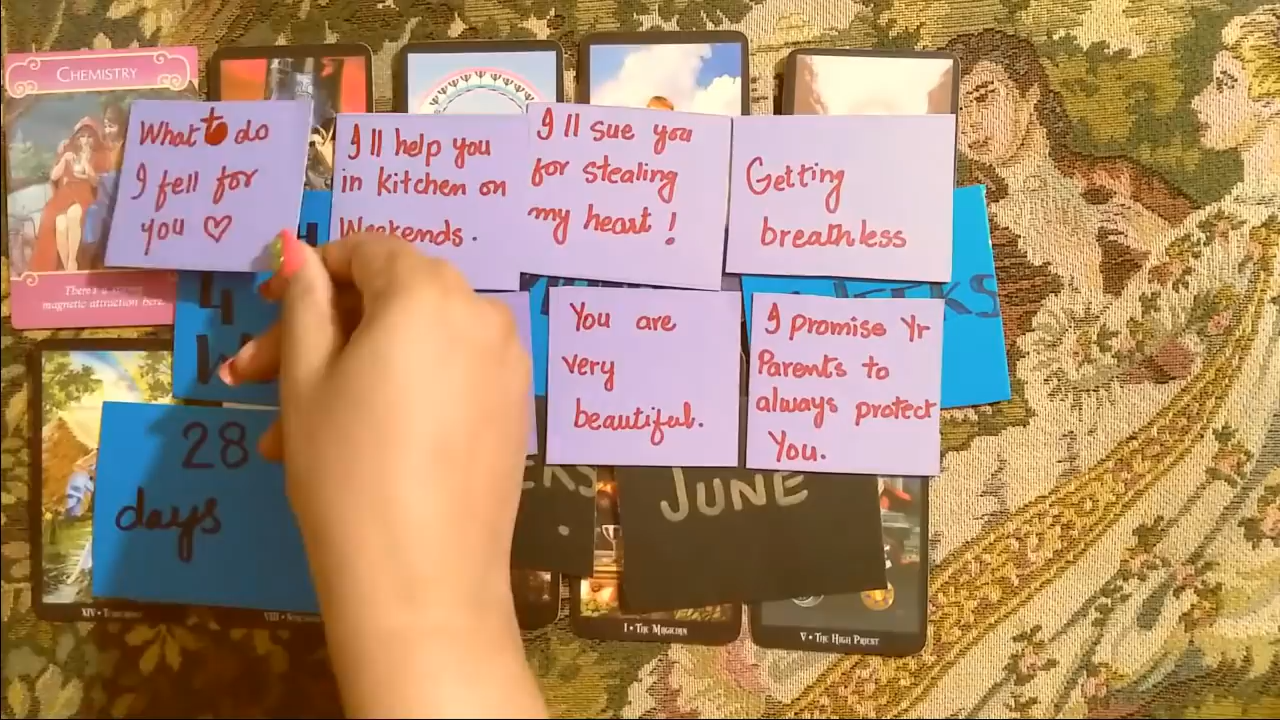 CHEMISTRY
What to do
I fell for
you ♡
I ll help you
in kitchen on
Weekends.
I ll sue you
for stealing
my heart!
Getting
breathless
magnetic attraction here.
4
You are
very
beautiful.
I promise Yr
Parents to
always protect
You.
28
days
JUNE
I • THE MAGICIAN
V • THE HIGH PRIEST